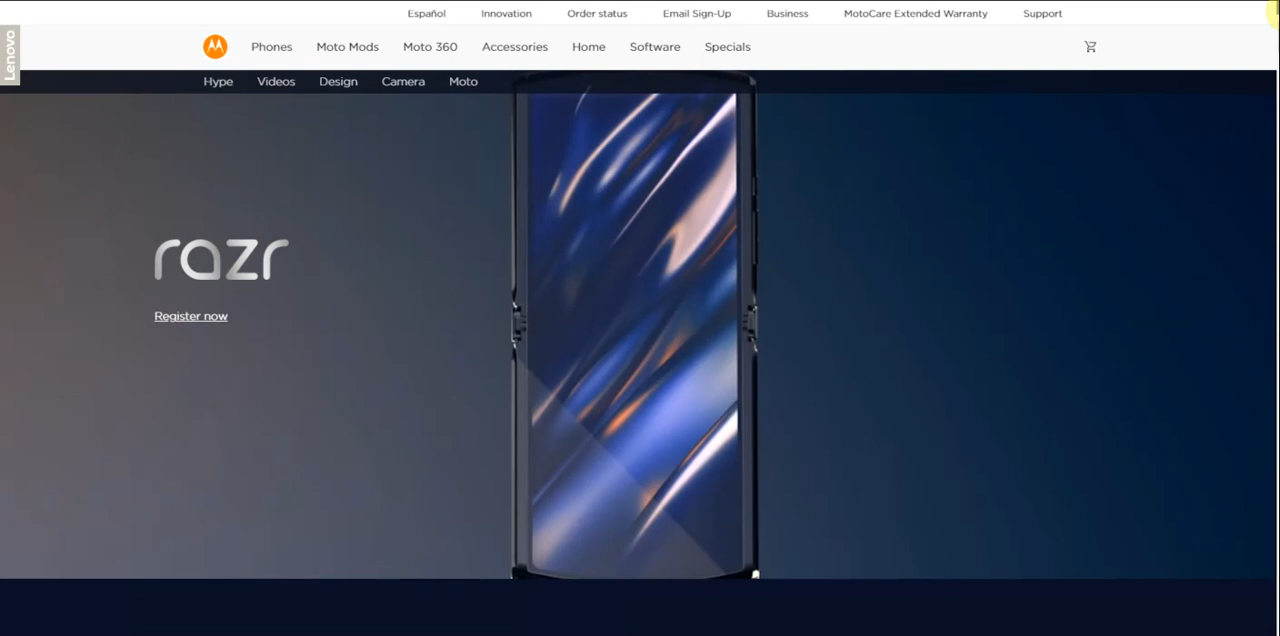 Español Innovation Order status Email Sign-Up Business MotoCare Extended Warranty Support
Lenovo
Phones Moto Mods Moto 360 Accessories Home Software Specials
Hype Videos Design Camera Moto
razr
Register now